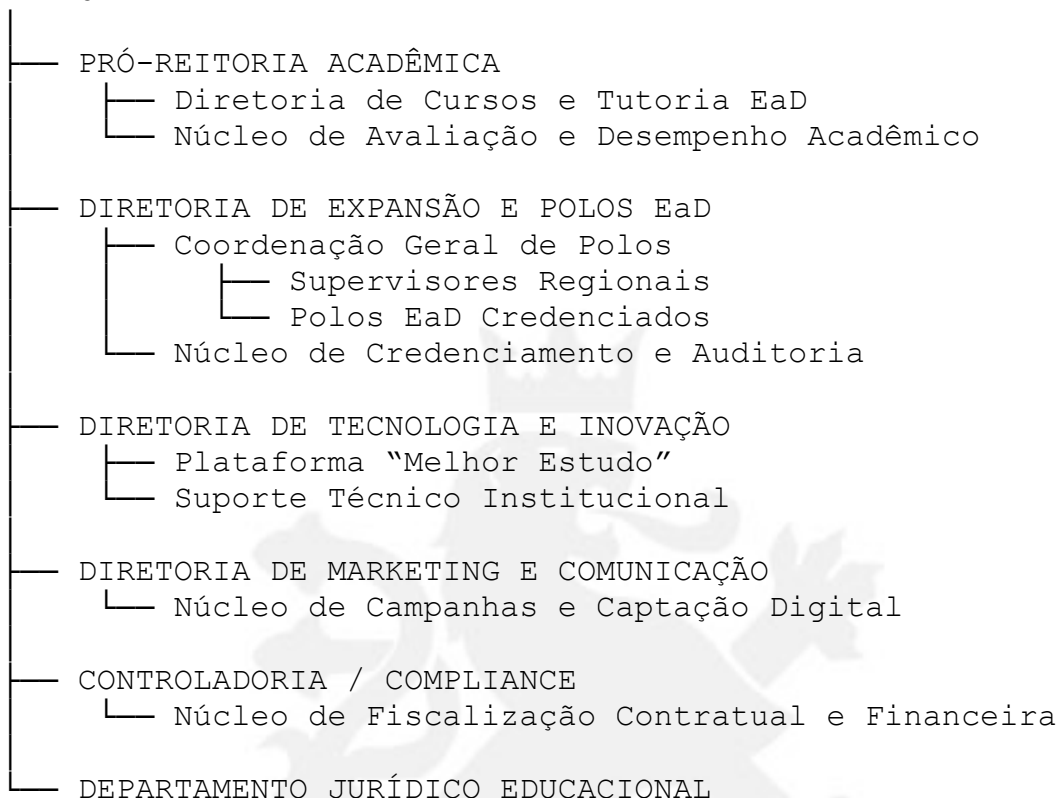 PRÓ-REITORIA ACADÊMICA
Diretoria de Cursos e Tutoria EaD
Núcleo de Avaliação e Desempenho Acadêmico
DIRETORIA DE EXPANSÃO E POLOS EaD
Coordenação Geral de Polos
Supervisores Regionais
Polos EaD Credenciados
Núcleo de Credenciamento e Auditoria
DIRETORIA DE TECNOLOGIA E INOVAÇÃO
Plataforma “Melhor Estudo”
Suporte Técnico Institucional
DIRETORIA DE MARKETING E COMUNICAÇÃO
Núcleo de Campanhas e Captação Digital
CONTROLADORIA / COMPLIANCE
Núcleo de Fiscalização Contratual e Financeira
DEPARTAMENTO JURÍDICO EDUCACIONAL